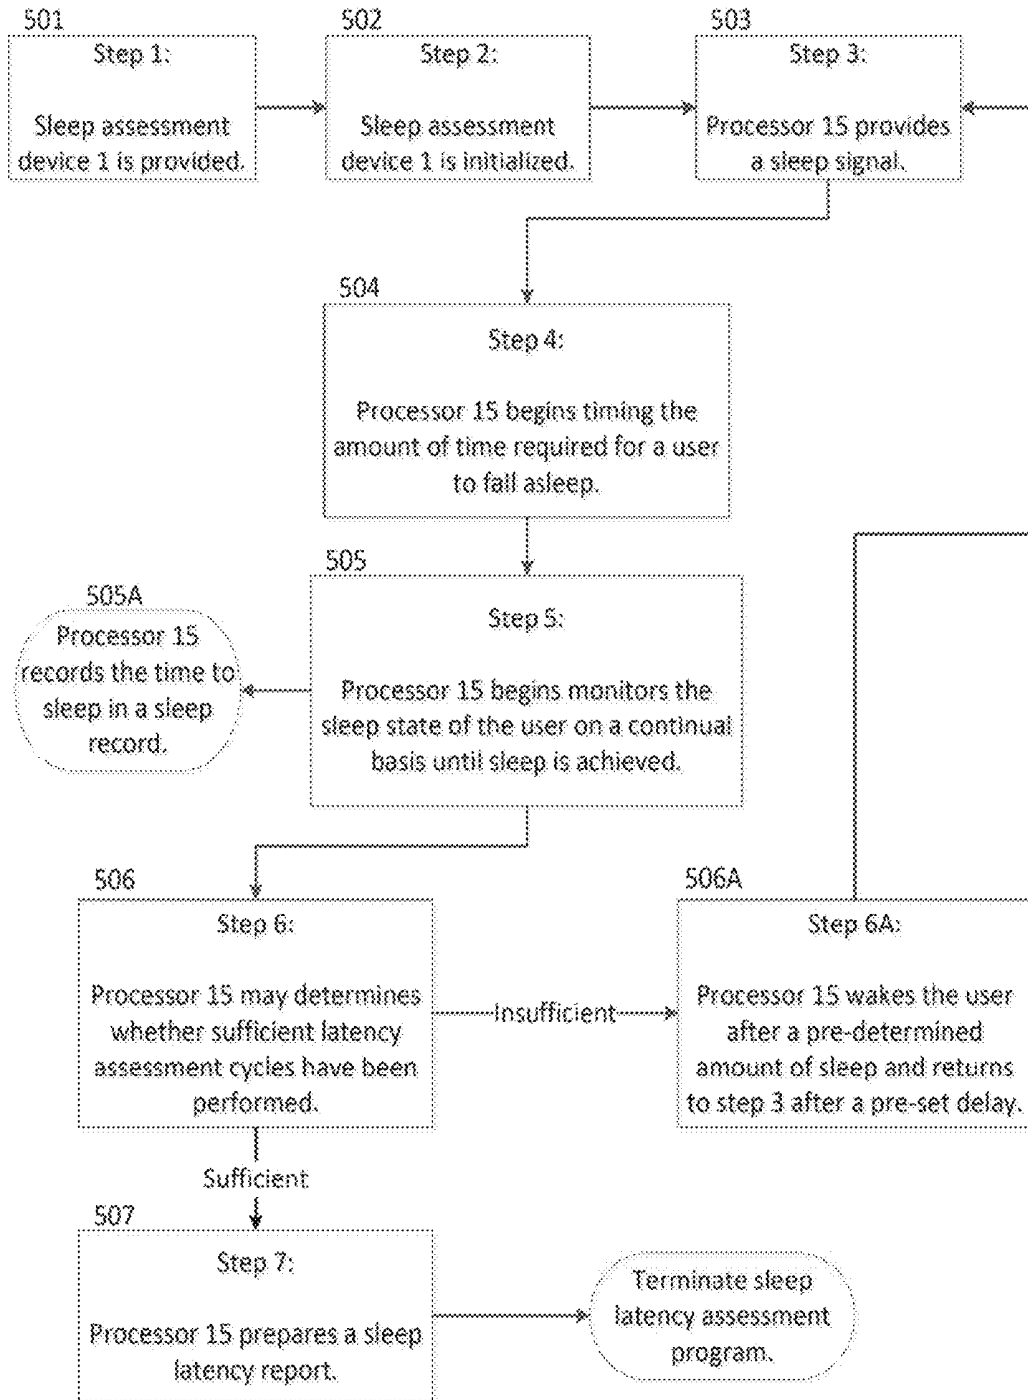 501
Step 1:
Sleep assessment
device 1 is provided.
502
Step 2:
Sleep assessment
device 1 is initialized.
503
Step 3:
Processor 15 provides
a sleep signal.
504
Step 4:
Processor 15 begins timing the
amount of time required for a user
to fall asleep.
505
Step 5:
Processor 15 begins monitors the
sleep state of the user on a continual
basis until sleep is achieved.
505A
Processor 15
records the time to
sleep in a sleep
record.
506
Step 6:
Processor 15 may determines
whether sufficient latency
assessment cycles have been
performed.
Insufficient
506A
Step 6A:
Processor 15 wakes the user
after a pre-determined
amount of sleep and returns
to step 3 after a pre-set delay.
Sufficient
507
Step 7:
Processor 15 prepares a sleep
latency report.
Terminate sleep
latency assessment
program.